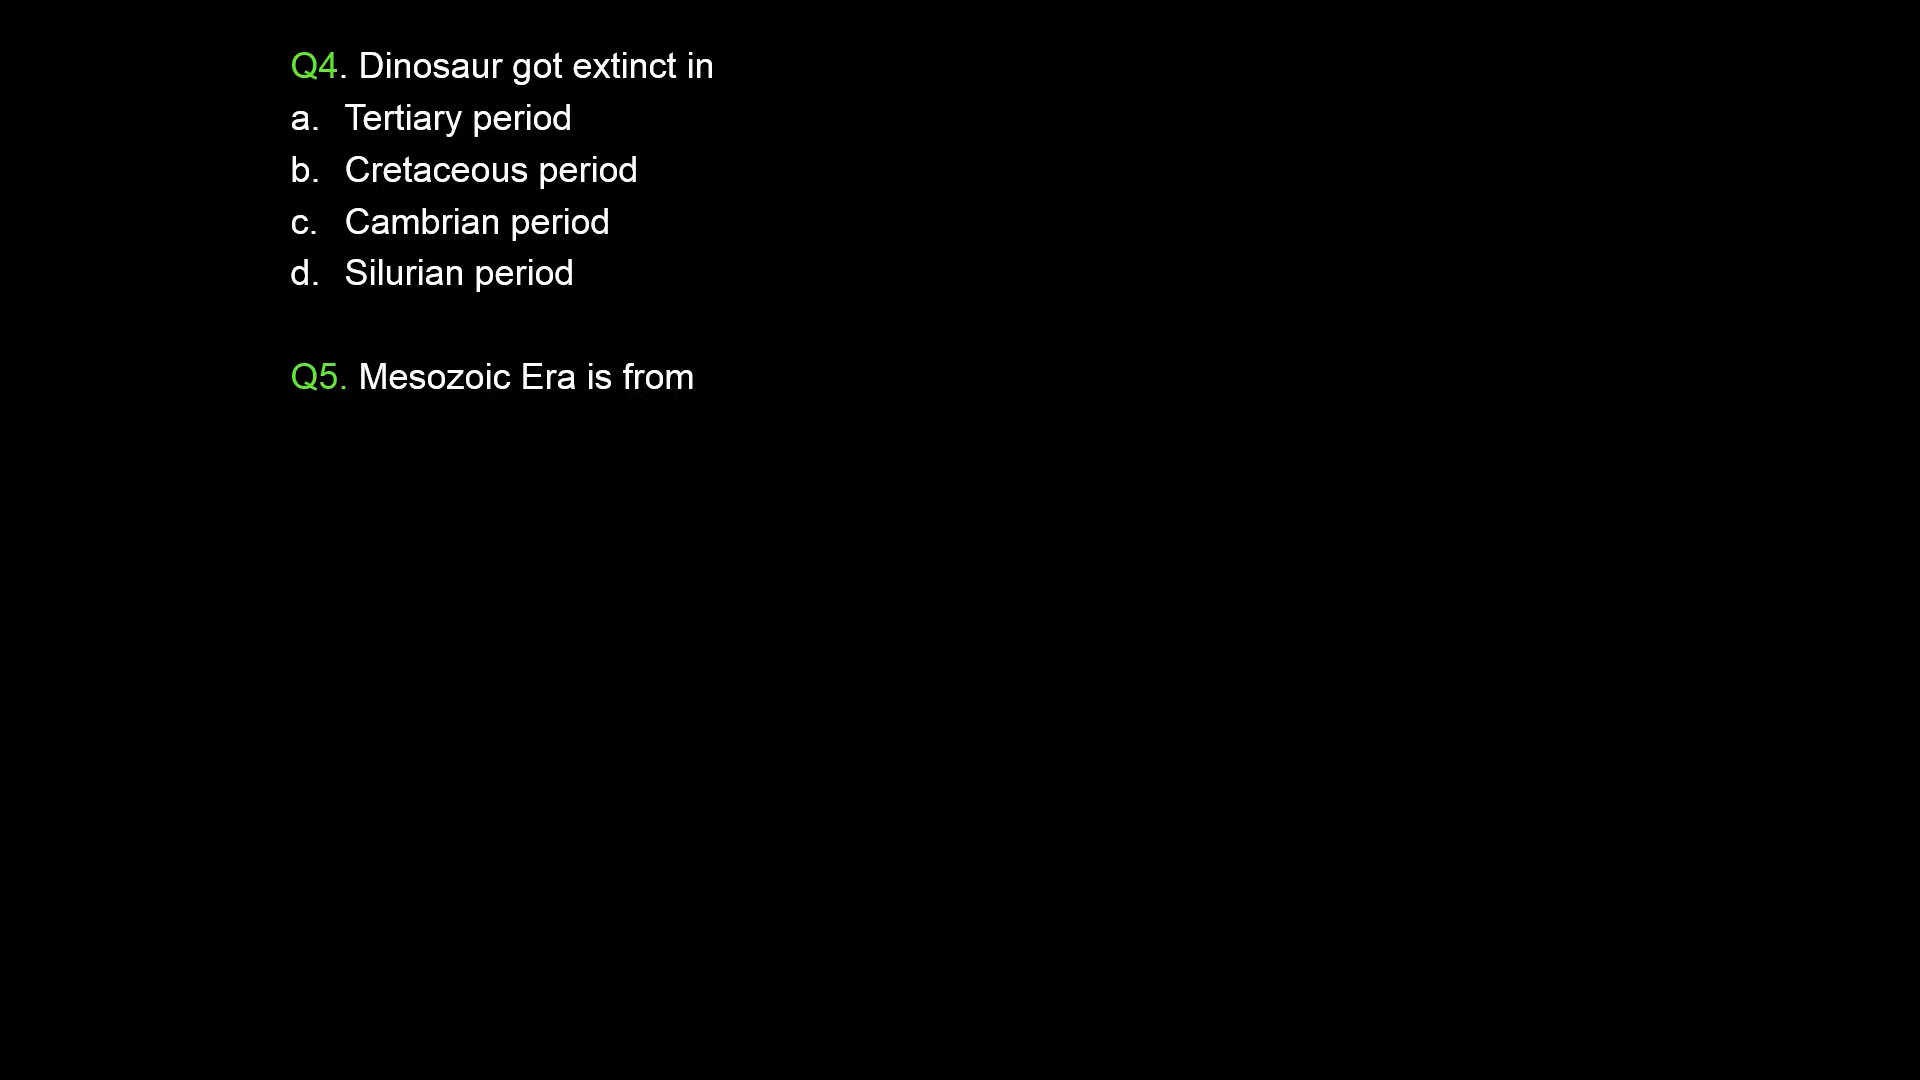 Q4. Dinosaur got extinct in
a. Tertiary period
b. Cretaceous period
c. Cambrian period
d. Silurian period
Q5. Mesozoic Era is from